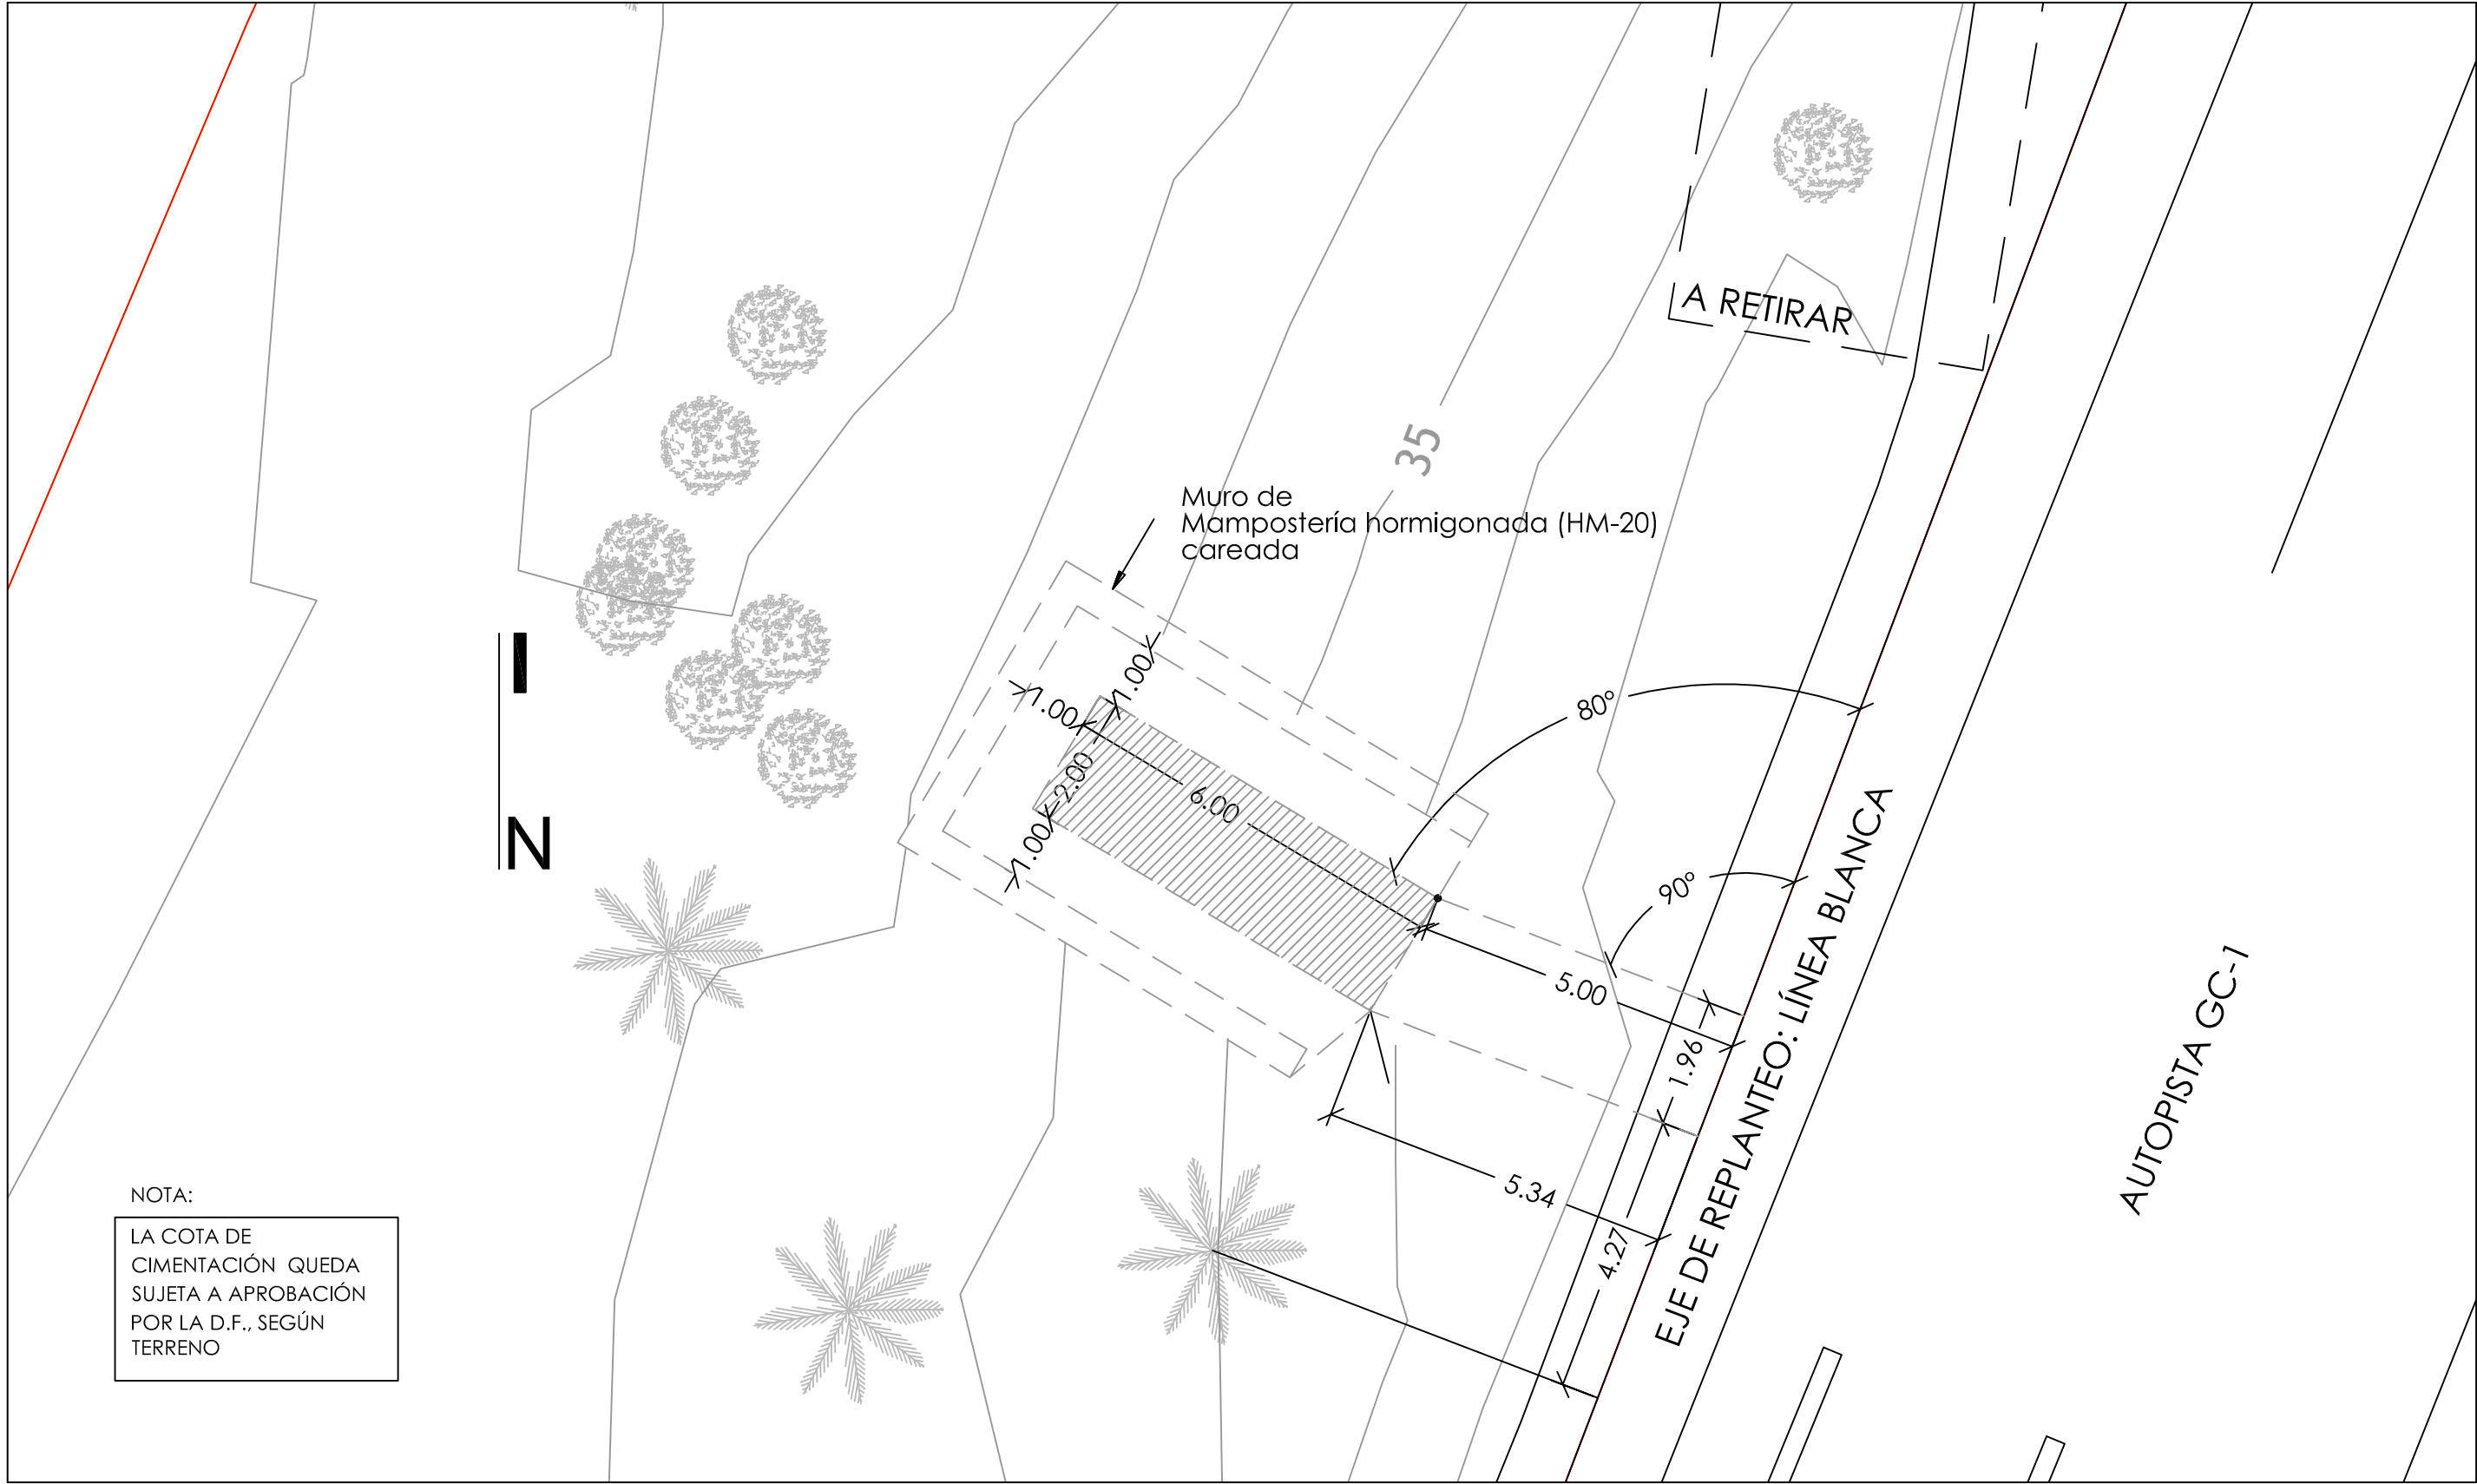 A RETIRAR
35
Muro de
Mampostería hormigonada (HM-20)
careada
I
N
1.00
1.00
2.00
1.00
6.00
80°
90°
5.00
1.96
5.34
4.27
EJE DE REPLANTEO: LÍNEA BLANCA
AUTOPISTA GC-1
NOTA:
LA COTA DE
CIMENTACIÓN QUEDA
SUJETA A APROBACIÓN
POR LA D.F., SEGÚN
TERRENO